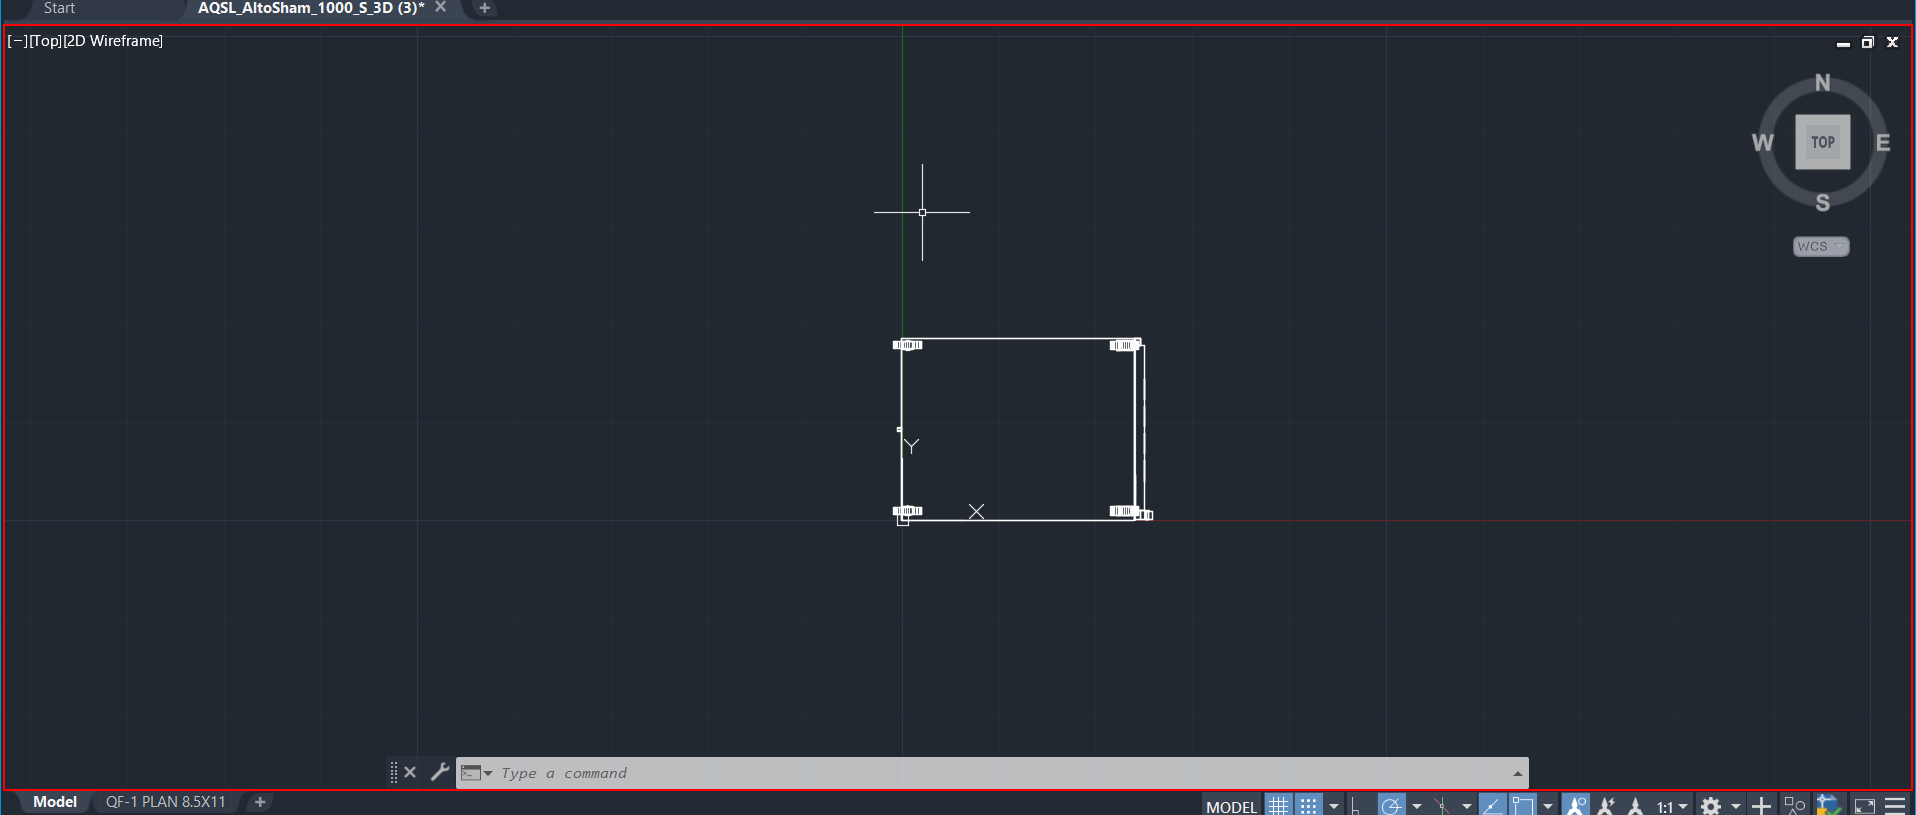 Start
AQSL_AltoSham_1000_S_3D (3)*
[−][Top][2D Wireframe]
N
W
TOP
E
S
WCS
Y
X
Type a command
Model
QF-1 PLAN 8.5X11
MODEL
1:1